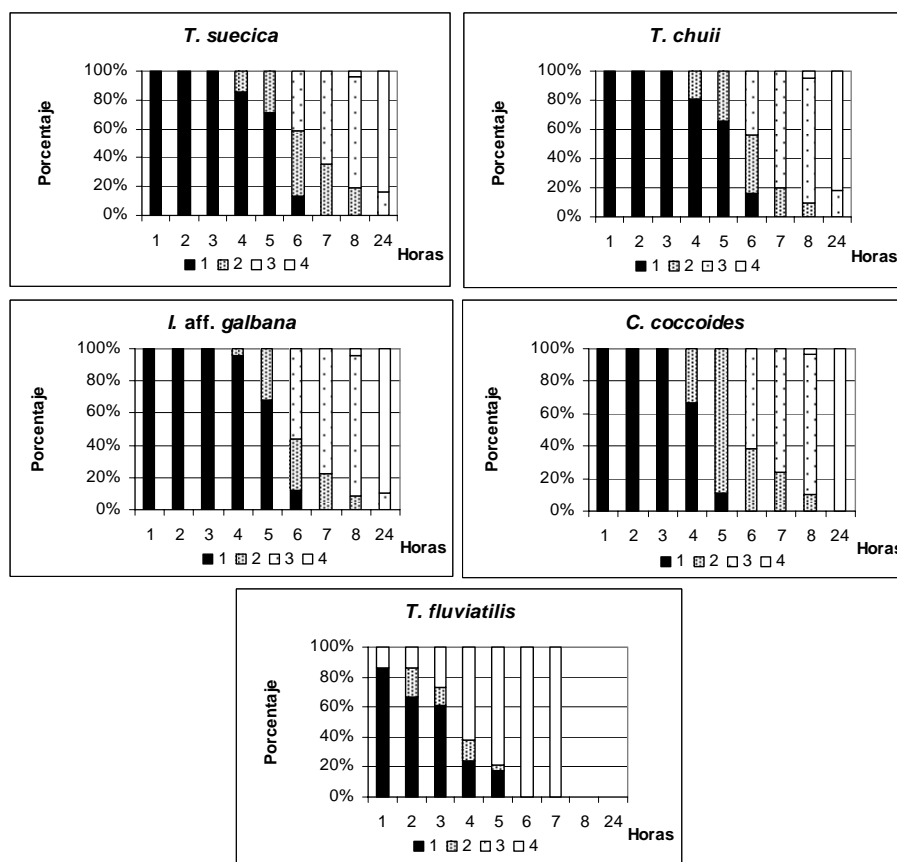 T. suecica
Porcentaje
100%
80%
60%
40%
20%
0%
1 2 3 4 5 6 7 8 24
Horas
1 2 3 4
T. chuii
Porcentaje
100%
80%
60%
40%
20%
0%
1 2 3 4 5 6 7 8 24
Horas
1 2 3 4
I. aff. galbana
Porcentaje
100%
80%
60%
40%
20%
0%
1 2 3 4 5 6 7 8 24
Horas
1 2 3 4
C. coccoides
Porcentaje
100%
80%
60%
40%
20%
0%
1 2 3 4 5 6 7 8 24
Horas
1 2 3 4
T. fluviatilis
Porcentaje
100%
80%
60%
40%
20%
0%
1 2 3 4 5 6 7 8 24
Horas
1 2 3 4